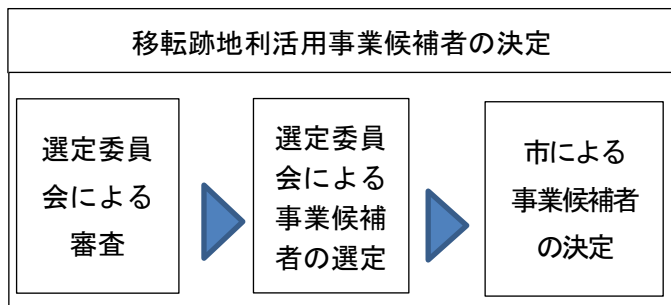 移転跡地利活用事業候補者の決定
選定委員
会による
審査
選定委員
会による
事業候補
者の選定
市による
事業候補者
の決定